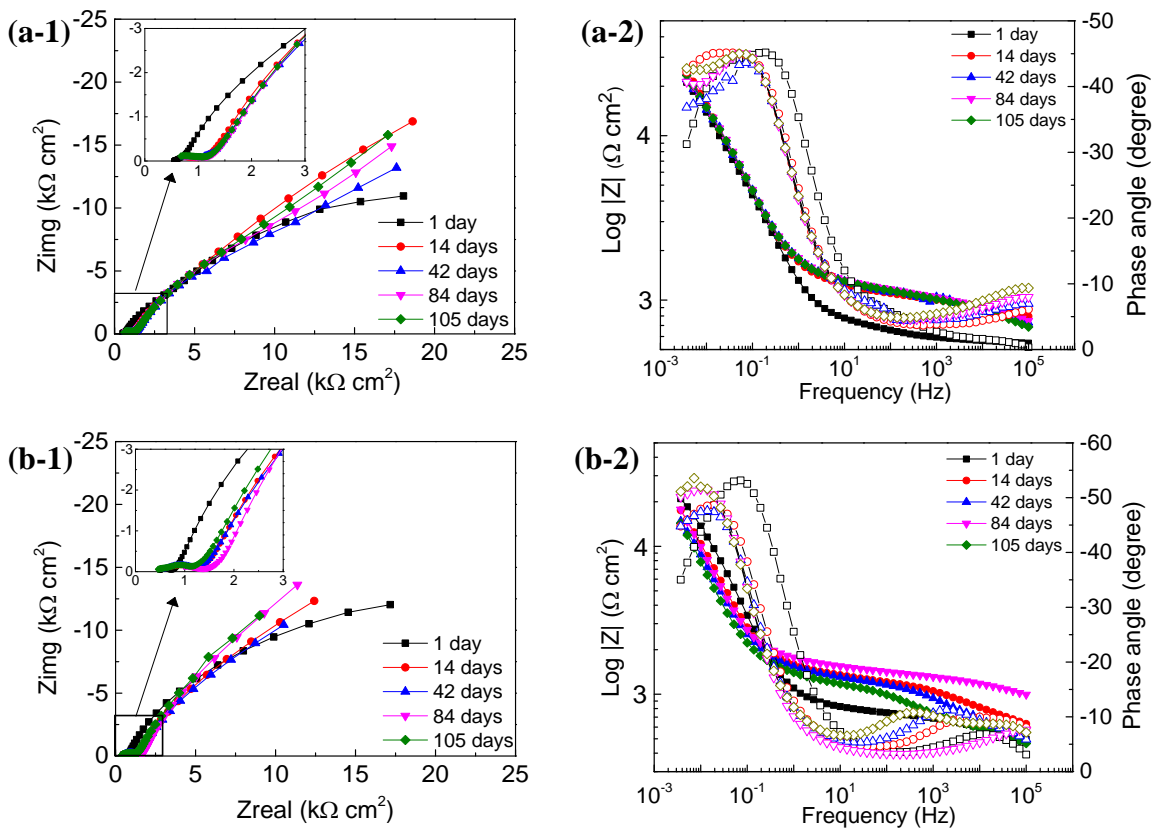 (a-1)
-25
-20
-15
-10
-5
0
Zimg (kΩ cm²)
0 5 10 15 20 25
Zreal (kΩ cm²)
-3
-2
-1
0
0 1 2 3
1 day
14 days
42 days
84 days
105 days
(a-2)
4
3
Log |Z| (Ω cm²)
-50
-40
-30
-20
-10
0
Phase angle (degree)
10⁻³ 10⁻¹ 10¹ 10³ 10⁵
Frequency (Hz)
1 day
14 days
42 days
84 days
105 days
(b-1)
-25
-20
-15
-10
-5
0
Zimg (kΩ cm²)
0 5 10 15 20 25
Zreal (kΩ cm²)
-3
-2
-1
0
0 1 2 3
1 day
14 days
42 days
84 days
105 days
(b-2)
4
3
Log |Z| (Ω cm²)
-60
-50
-40
-30
-20
-10
0
Phase angle (degree)
10⁻³ 10⁻¹ 10¹ 10³ 10⁵
Frequency (Hz)
1 day
14 days
42 days
84 days
105 days